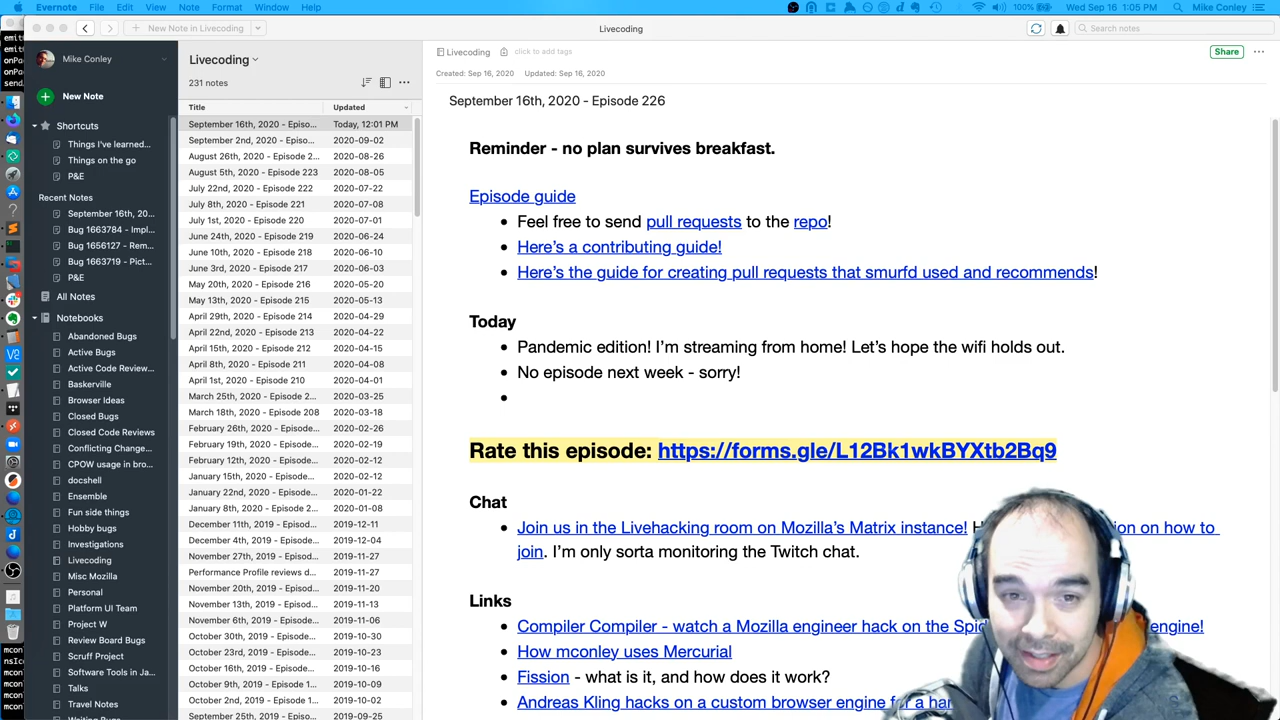 Evernote File Edit View Note Format Window Help
100% Wed Sep 16 1:05 PM Mike Conley
New Note in Livecoding
Livecoding
Search notes
Mike Conley
New Note
Shortcuts
Things I've learned...
Things on the go
P&E
Recent Notes
September 16th, 20...
Bug 1663784 - Impl...
Bug 1656127 - Rem...
Bug 1663719 - Pict...
P&E
All Notes
Notebooks
Abandoned Bugs
Active Bugs
Active Code Review...
Baskerville
Browser Ideas
Closed Bugs
Closed Code Reviews
Conflicting Change...
CPOW usage in bro...
docshell
Ensemble
Fun side things
Hobby bugs
Investigations
Livecoding
Misc Mozilla
Personal
Platform UI Team
Project W
Review Board Bugs
Scruff Project
Software Tools in Ja...
Talks
Travel Notes
Livecoding
231 notes
Title Updated
September 16th, 2020 - Episo... Today, 12:01 PM
September 2nd, 2020 - Episo... 2020-09-02
August 26th, 2020 - Episode 2... 2020-08-26
August 5th, 2020 - Episode 223 2020-08-05
July 22nd, 2020 - Episode 222 2020-07-22
July 8th, 2020 - Episode 221 2020-07-08
July 1st, 2020 - Episode 220 2020-07-01
June 24th, 2020 - Episode 219 2020-06-24
June 10th, 2020 - Episode 218 2020-06-10
June 3rd, 2020 - Episode 217 2020-06-03
May 20th, 2020 - Episode 216 2020-05-20
May 13th, 2020 - Episode 215 2020-05-13
April 29th, 2020 - Episode 214 2020-04-29
April 22nd, 2020 - Episode 213 2020-04-22
April 15th, 2020 - Episode 212 2020-04-15
April 8th, 2020 - Episode 211 2020-04-08
April 1st, 2020 - Episode 210 2020-04-01
March 25th, 2020 - Episode 2... 2020-03-25
March 18th, 2020 - Episode 208 2020-03-18
February 26th, 2020 - Episode... 2020-02-26
February 19th, 2020 - Episode... 2020-02-19
February 12th, 2020 - Episode... 2020-02-12
January 15th, 2020 - Episode... 2020-01-15
January 22nd, 2020 - Episode... 2020-01-22
January 8th, 2020 - Episode 2... 2020-01-08
December 11th, 2019 - Episod... 2019-12-11
December 4th, 2019 - Episode... 2019-12-04
November 27th, 2019 - Episod... 2019-11-27
Performance Profile reviews d... 2019-11-27
November 20th, 2019 - Episod... 2019-11-20
November 13th, 2019 - Episod... 2019-11-13
November 6th, 2019 - Episode... 2019-11-06
October 30th, 2019 - Episode... 2019-10-30
October 23rd, 2019 - Episode... 2019-10-23
October 16th, 2019 - Episode... 2019-10-16
October 9th, 2019 - Episode 1... 2019-10-09
October 2nd, 2019 - Episode 1... 2019-10-02
September 25th, 2019 - Episo... 2019-09-25
Livecoding click to add tags Share
Created: Sep 16, 2020 Updated: Sep 16, 2020
September 16th, 2020 - Episode 226
Reminder - no plan survives breakfast.
Episode guide
• Feel free to send pull requests to the repo!
• Here's a contributing guide!
• Here's the guide for creating pull requests that smurfd used and recommends!
Today
• Pandemic edition! I'm streaming from home! Let's hope the wifi holds out.
• No episode next week - sorry!
•
Rate this episode: https://forms.gle/L12Bk1wkBYXtb2Bq9
Chat
• Join us in the Livehacking room on Mozilla's Matrix instance! on how to
join. I'm only sorta monitoring the Twitch chat.
Links
• Compiler Compiler - watch a Mozilla engineer hack on the engine!
• How mconley uses Mercurial
• Fission - what is it, and how does it work?
• Andreas Kling hacks on a custom browser engine for a